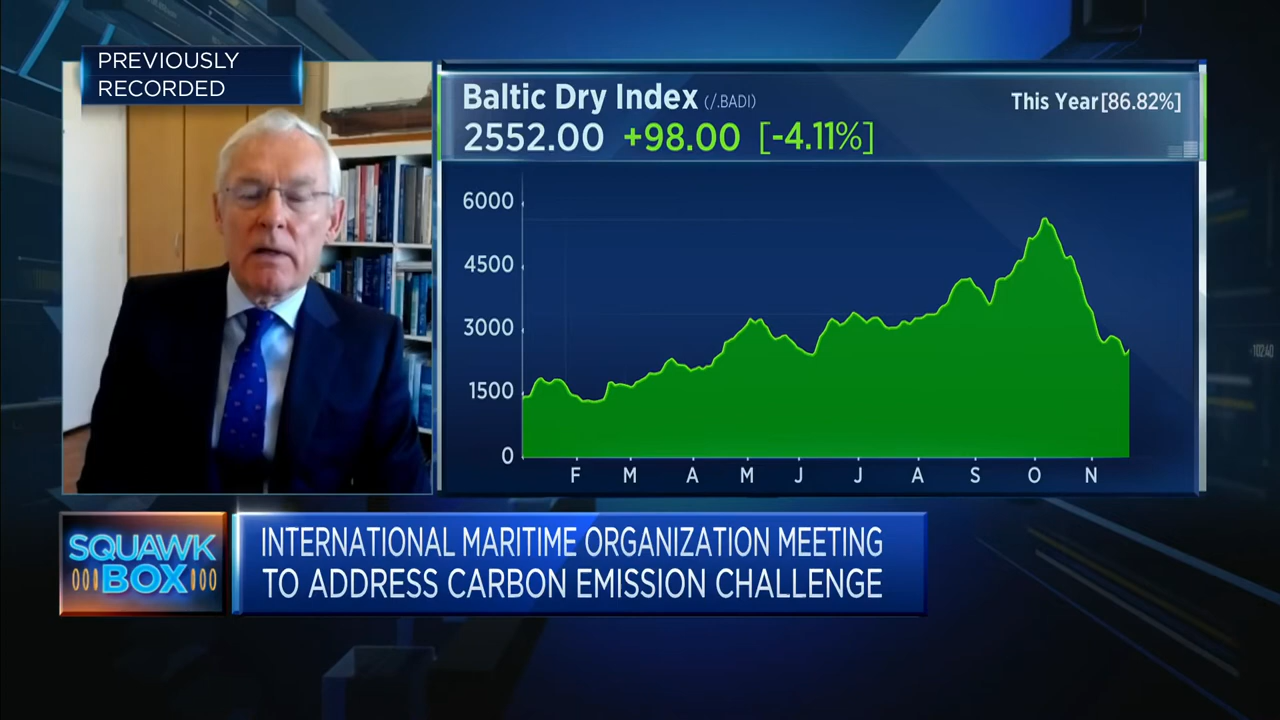 PREVIOUSLY
RECORDED
Baltic Dry Index (/.BADI)
This Year [86.82%]
2552.00 +98.00 [-4.11%]
6000
4500
3000
1500
0
F M A M J J A S O N
10240
SQUAWK
BOX
INTERNATIONAL MARITIME ORGANIZATION MEETING
TO ADDRESS CARBON EMISSION CHALLENGE